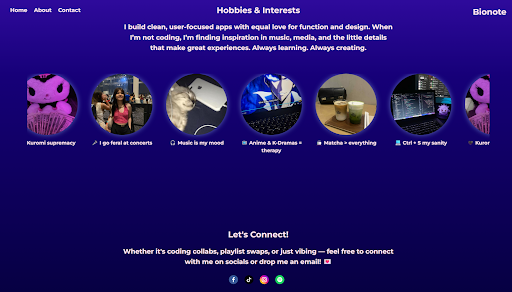 Home About Contact
Hobbies & Interests
Bionote
I build clean, user-focused apps with equal love for function and design. When
I'm not coding, I'm finding inspiration in music, media, and the little details
that make great experiences. Always learning. Always creating.
Kuromi supremacy
🎤 I go feral at concerts
🎧 Music is my mood
📺 Anime & K-Dramas =
therapy
🍵 Matcha > everything
💻 Ctrl + S my sanity
🖤 Kuror
Let's Connect!
Whether it's coding collabs, playlist swaps, or just vibing — feel free to connect
with me on socials or drop me an email! 💌